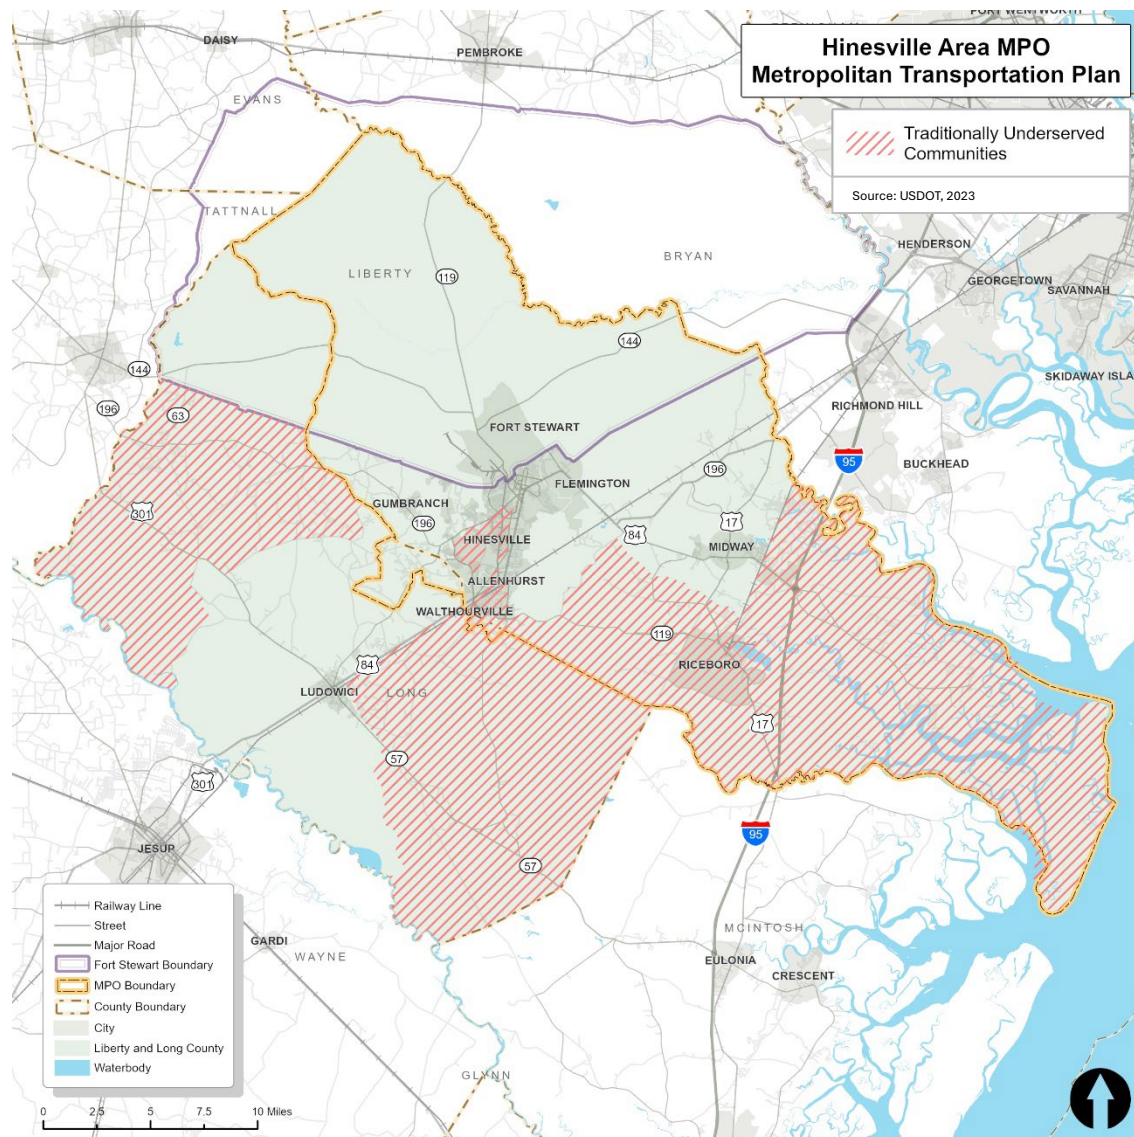 PORT WENTWORTH
DAISY
PEMBROKE
Hinesville Area MPO
Metropolitan Transportation Plan
EVANS
Traditionally Underserved
Communities
Source: USDOT, 2023
TATTNALL
HENDERSON
BRYAN
LIBERTY
119
GEORGETOWN
SAVANNAH
144
144
SKIDAWAY ISLA
196
63
RICHMOND HILL
FORT STEWART
95
BUCKHEAD
196
FLEMINGTON
GUMBRANCH
301
196
17
84
HINESVILLE
MIDWAY
ALLENHURST
WALTHOURVILLE
119
84
RICEBORO
LUDOWICI
LONG
17
57
301
95
JESUP
57
Railway Line
Street
Major Road
Fort Stewart Boundary
MPO Boundary
County Boundary
City
Liberty and Long County
Waterbody
GARDI
WAYNE
MCINTOSH
EULONIA
CRESCENT
GLYNN
0 2.5 5 7.5 10 Miles